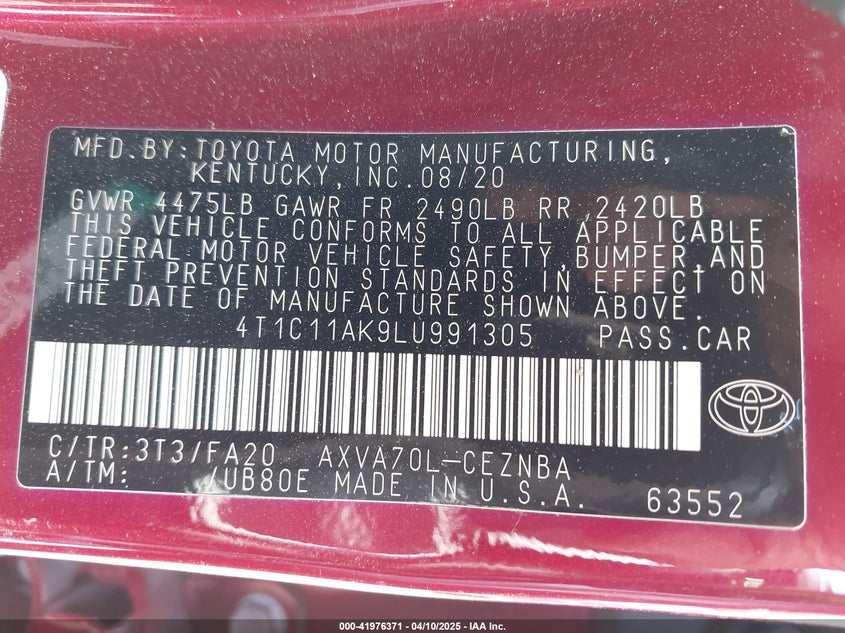 MFD.BY:TOYOTA MOTOR MANUFACTURING,
KENTUCKY,INC.08/20
GVWR 4475LB GAWR FR 2490LB RR 2420LB
THIS VEHICLE CONFORMS TO ALL APPLICABLE
FEDERAL MOTOR VEHICLE SAFETY,BUMPER,AND
THEFT PREVENTION STANDARDS IN EFFECT ON
THE DATE OF MANUFACTURE SHOWN ABOVE.
4T1C11AK9LU991305 PASS.CAR
C/TR:3T3/FA20 AXVA70L-CEZNBA
A/TM: /UB80E MADE IN U.S.A. 63552
000-41976371 - 04/10/2025 - IAA Inc.